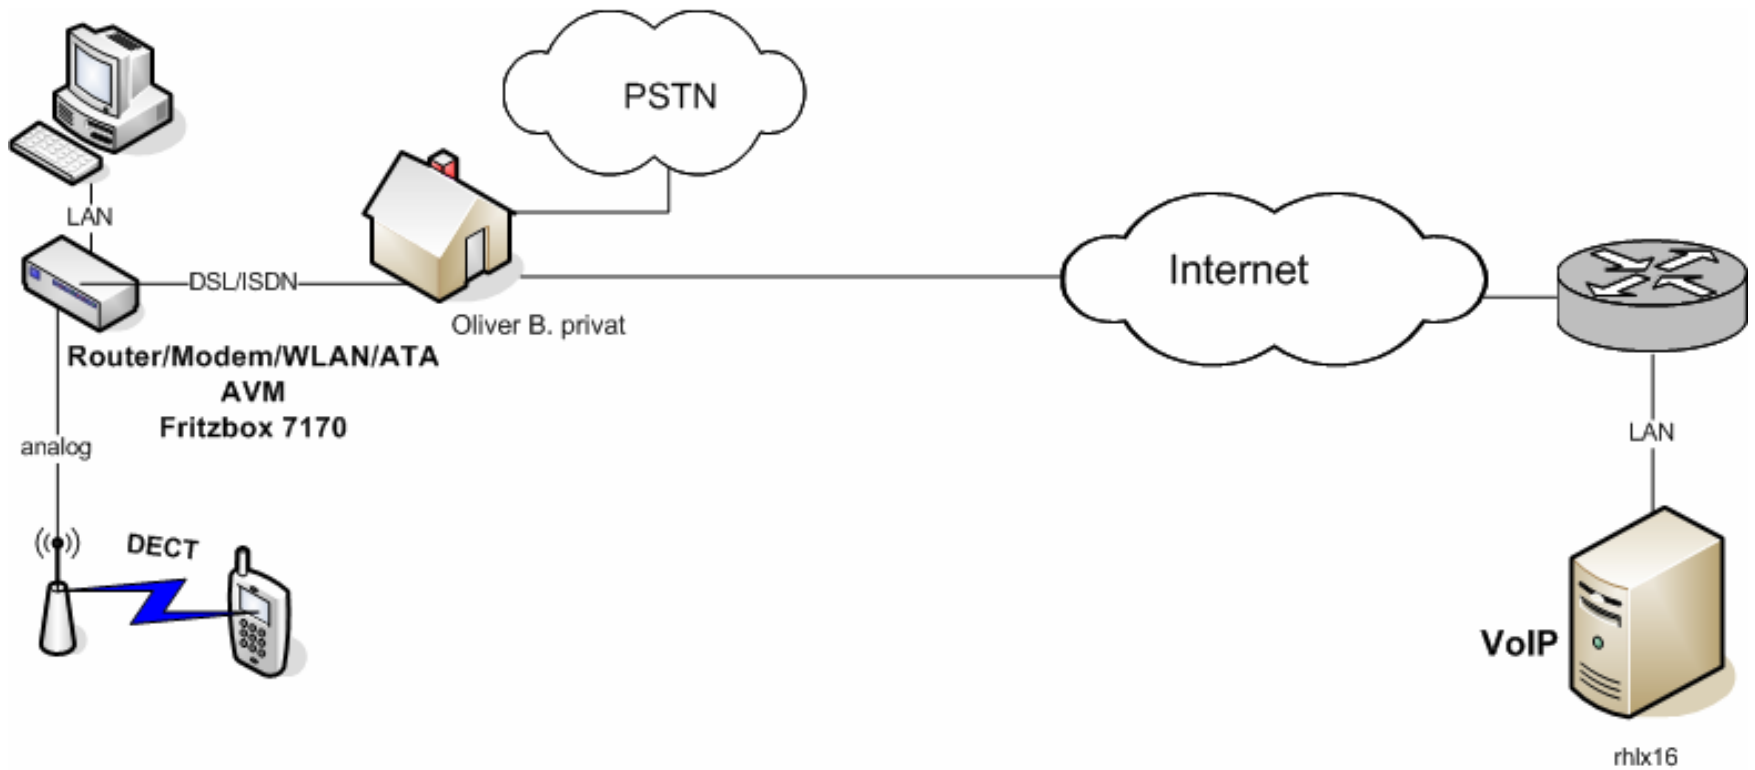 PSTN
LAN
DSL/ISDN
Internet
Oliver B. privat
Router/Modem/WLAN/ATA
AVM
Fritzbox 7170
analog
LAN
DECT
VoIP
rhlx16